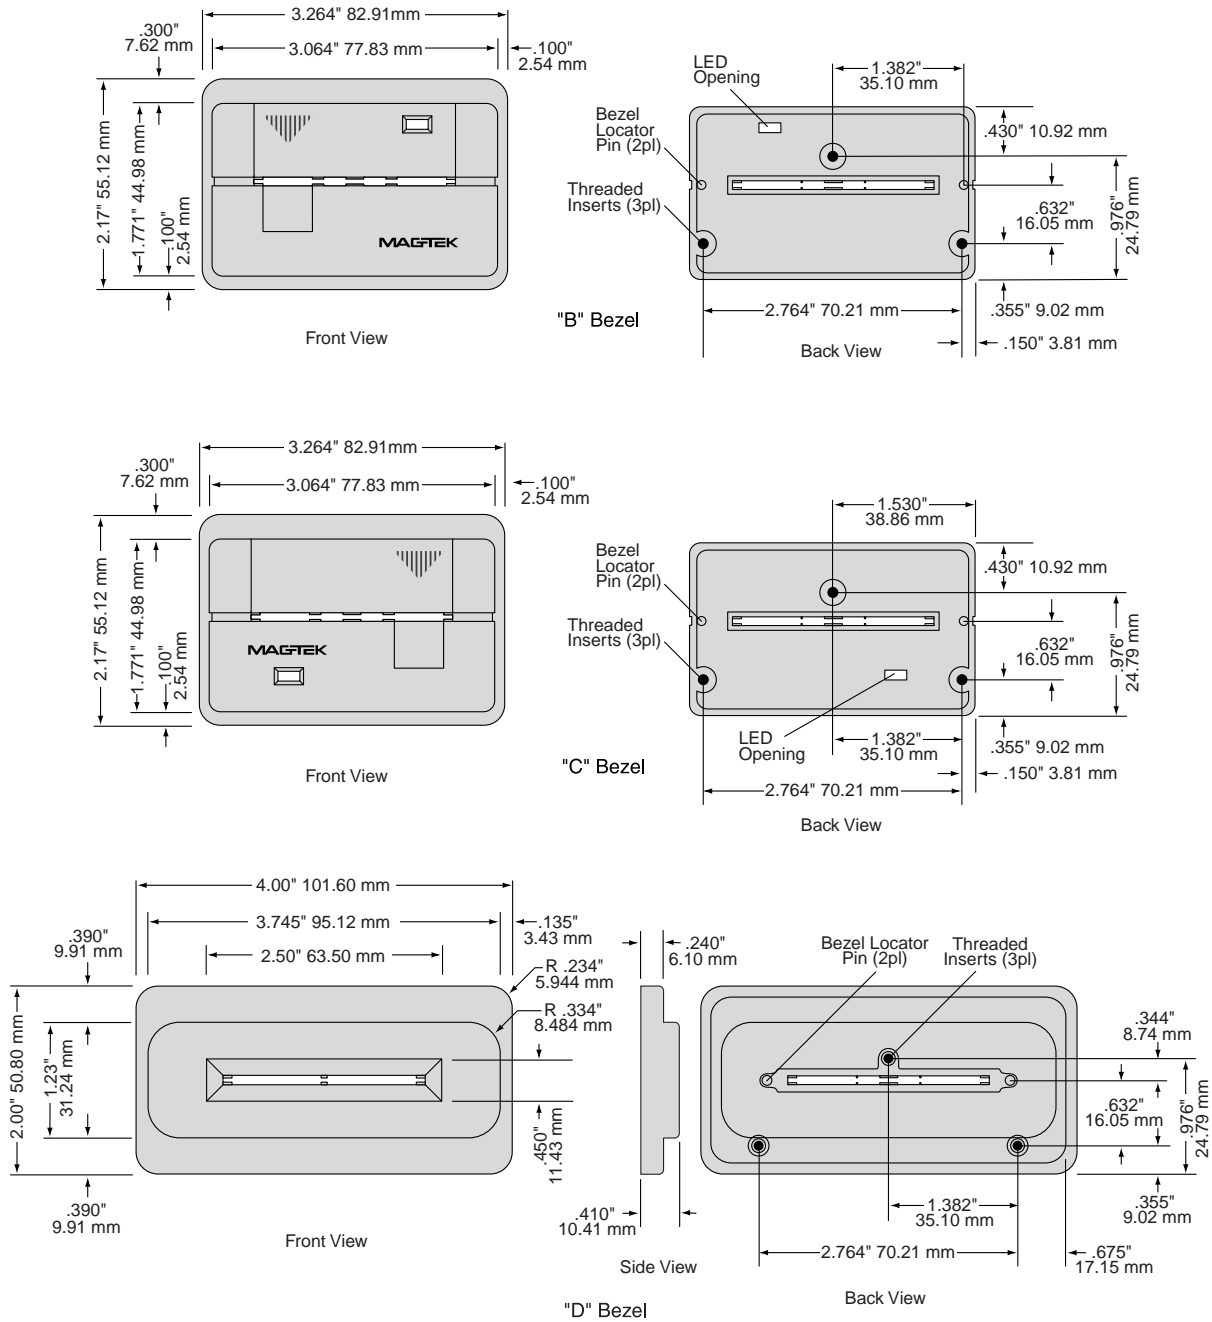 3.264" 82.91mm
.300"
7.62 mm
3.064" 77.83 mm
.100"
2.54 mm
2.17" 55.12 mm
1.771" 44.98 mm
.100"
2.54 mm
MAGTEK
Front View
LED
Opening
1.382"
35.10 mm
Bezel
Locator
Pin (2pl)
.430" 10.92 mm
Threaded
Inserts (3pl)
.632"
16.05 mm
.976"
24.79 mm
2.764" 70.21 mm
.355" 9.02 mm
.150" 3.81 mm
"B" Bezel
Back View
3.264" 82.91mm
.300"
7.62 mm
3.064" 77.83 mm
.100"
2.54 mm
2.17" 55.12 mm
1.771" 44.98 mm
.100"
2.54 mm
MAGTEK
Front View
1.530"
38.86 mm
Bezel
Locator
Pin (2pl)
.430" 10.92 mm
Threaded
Inserts (3pl)
.632"
16.05 mm
.976"
24.79 mm
LED
Opening
1.382"
35.10 mm
.355" 9.02 mm
.150" 3.81 mm
2.764" 70.21 mm
"C" Bezel
Back View
4.00" 101.60 mm
3.745" 95.12 mm
.135"
3.43 mm
.390"
9.91 mm
2.50" 63.50 mm
R .234"
5.944 mm
R .334"
8.484 mm
2.00" 50.80 mm
1.23"
31.24 mm
.450"
11.43 mm
.390"
9.91 mm
Front View
.240"
6.10 mm
.410"
10.41 mm
Side View
Bezel Locator
Pin (2pl)
Threaded
Inserts (3pl)
.344"
8.74 mm
.632"
16.05 mm
.976"
24.79 mm
1.382"
35.10 mm
.355"
9.02 mm
2.764" 70.21 mm
.675"
17.15 mm
Back View
"D" Bezel